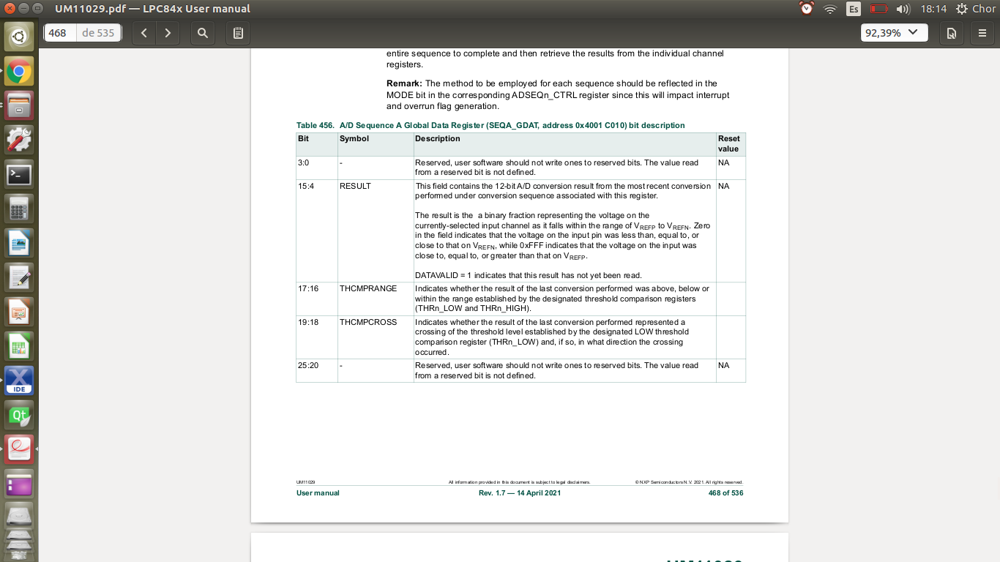 UM11029.pdf — LPC84x User manual
Es
18:14
Chor
468 de 535
92,39%
entire sequence to complete and then retrieve the results from the individual channel
registers.
Remark: The method to be employed for each sequence should be reflected in the
MODE bit in the corresponding ADSEQn_CTRL register since this will impact interrupt
and overrun flag generation.
Table 456. A/D Sequence A Global Data Register (SEQA_GDAT, address 0x4001 C010) bit description
Bit Symbol Description Reset
value
3:0 - Reserved, user software should not write ones to reserved bits. The value read NA
from a reserved bit is not defined.
15:4 RESULT This field contains the 12-bit A/D conversion result from the most recent conversion NA
performed under conversion sequence associated with this register.
The result is the a binary fraction representing the voltage on the
currently-selected input channel as it falls within the range of VREFP to VREFN. Zero
in the field indicates that the voltage on the input pin was less than, equal to, or
close to that on VREFN, while 0xFFF indicates that the voltage on the input was
close to, equal to, or greater than that on VREFP.
DATAVALID = 1 indicates that this result has not yet been read.
17:16 THCMPRANGE Indicates whether the result of the last conversion performed was above, below or
within the range established by the designated threshold comparison registers
(THRn_LOW and THRn_HIGH).
19:18 THCMPCROSS Indicates whether the result of the last conversion performed represented a
crossing of the threshold level established by the designated LOW threshold
comparison register (THRn_LOW) and, if so, in what direction the crossing
occurred.
25:20 - Reserved, user software should not write ones to reserved bits. The value read NA
from a reserved bit is not defined.
UM11029 All information provided in this document is subject to legal disclaimers. © NXP Semiconductors N.V. 2021. All rights reserved.
User manual Rev. 1.7 — 14 April 2021 468 of 536
UM11029
X
IDE
Qt